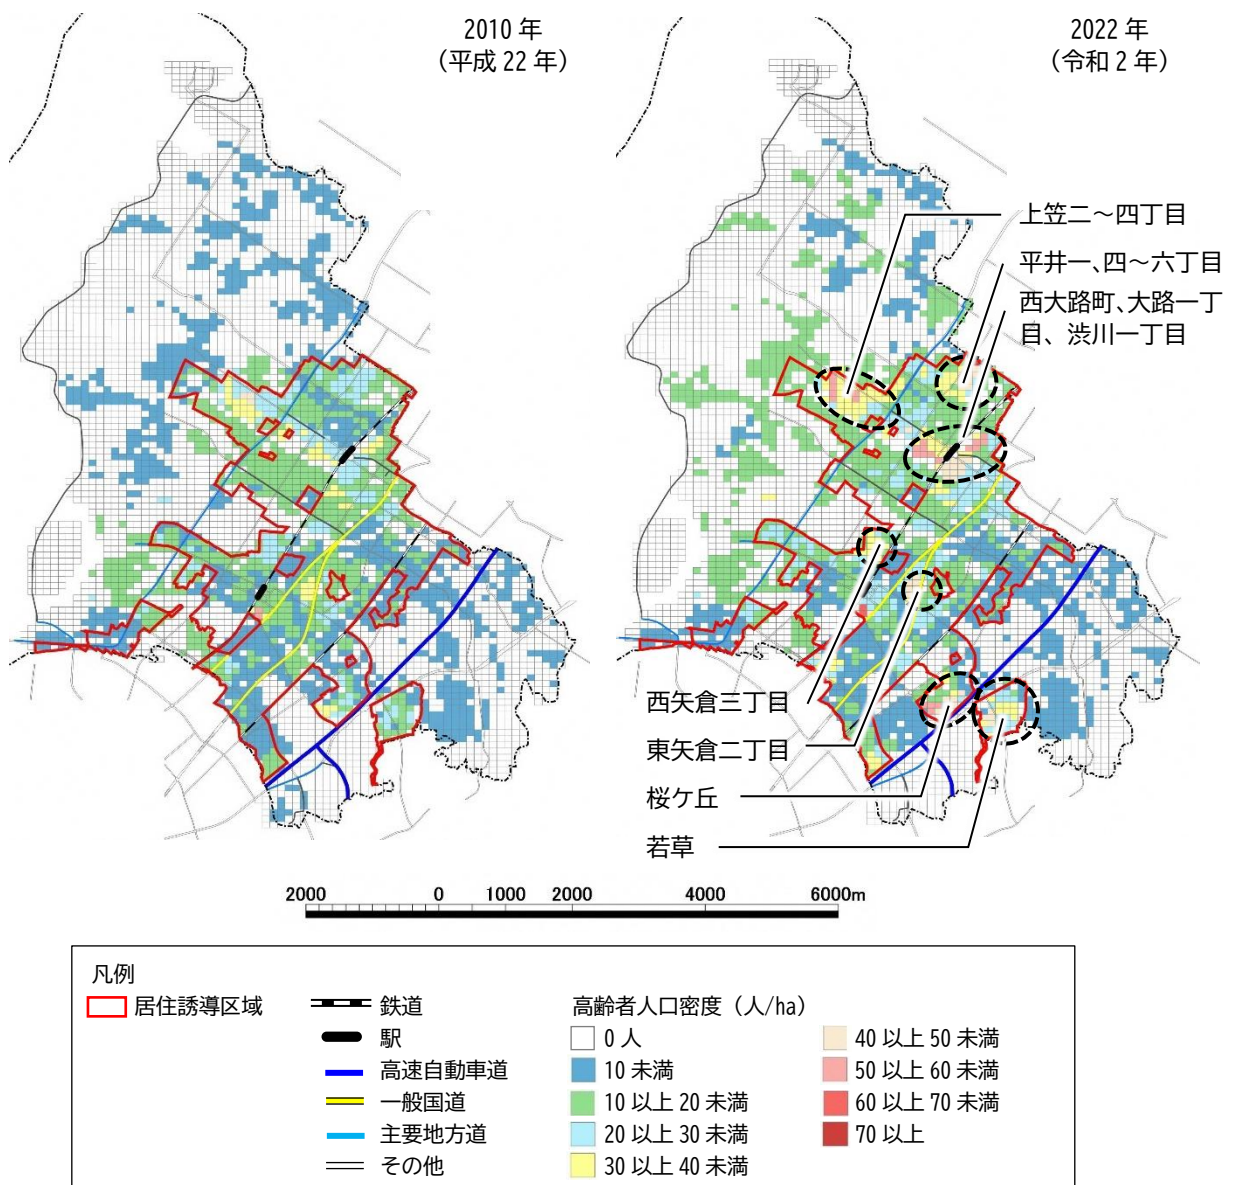 2010 年
（平成 22 年）
2022 年
（令和 2 年）
上笠二～四丁目
平井一、四～六丁目
西大路町、大路一丁
目、渋川一丁目
西矢倉三丁目
東矢倉二丁目
桜ケ丘
若草
2000 0 2000 4000 6000m
凡例
居住誘導区域
鉄道
駅
高速自動車道
一般国道
主要地方道
その他
高齢者人口密度（人/ha）
0 人
10 未満
10 以上 20 未満
20 以上 30 未満
30 以上 40 未満
40 以上 50 未満
50 以上 60 未満
60 以上 70 未満
70 以上